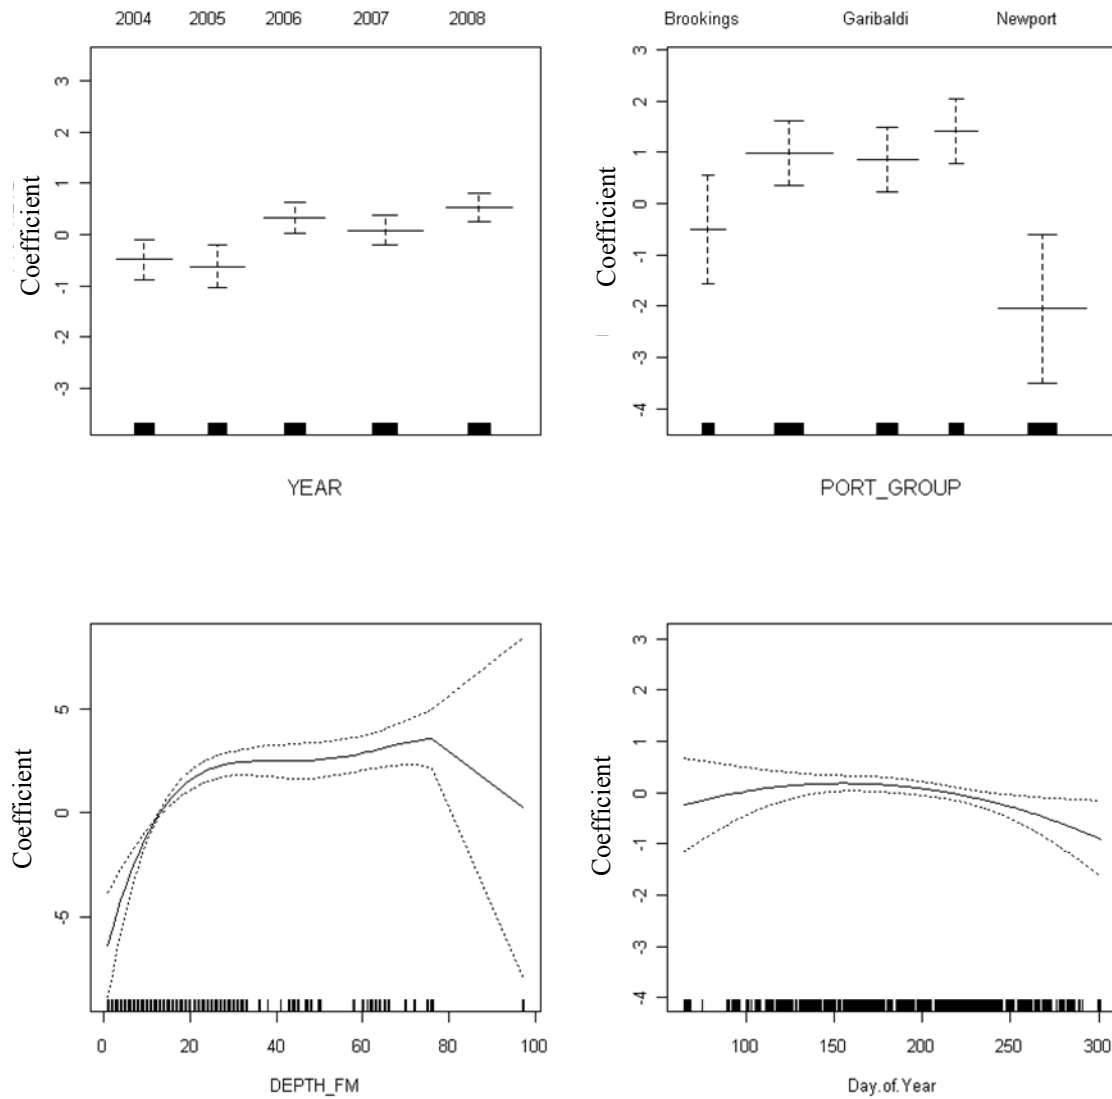 2004 2005 2006 2007 2008
3
2
1
0
-1
-2
-3
Coefficient
YEAR
Brookings Garibaldi Newport
3
2
1
0
-1
-2
-3
-4
Coefficient
PORT_GROUP
5
0
-5
Coefficient
0 20 40 60 80 100
DEPTH_FM
3
2
1
0
-1
-2
-3
-4
Coefficient
100 150 200 250 300
Day.of.Year